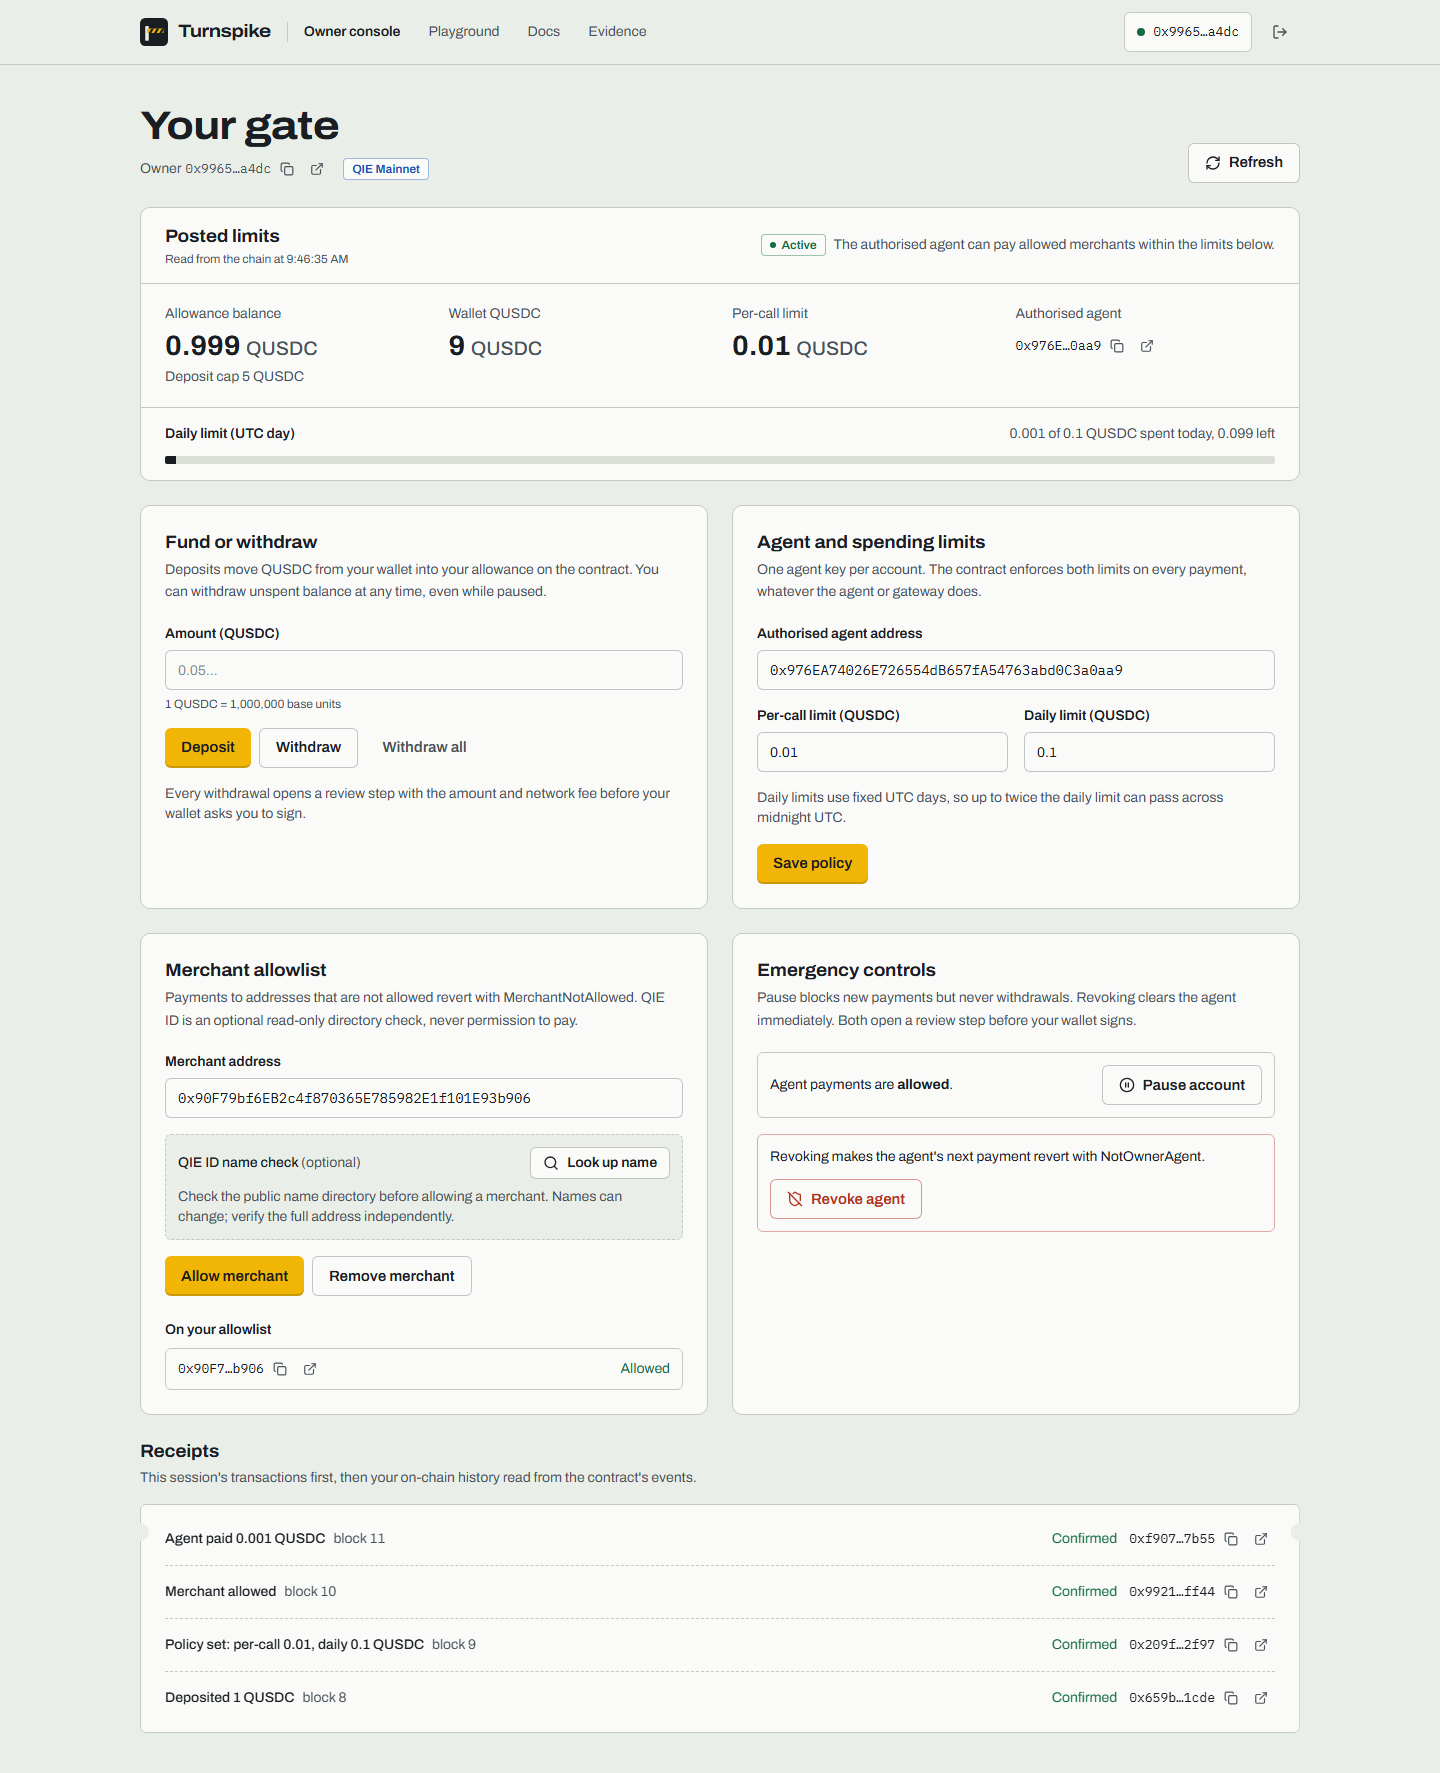 Turnspike
Owner console
Playground
Docs
Evidence
0x9965…a4dc
Your gate
Owner 0x9965…a4dc
QIE Mainnet
Refresh
Posted limits
Read from the chain at 9:46:35 AM
Active
The authorised agent can pay allowed merchants within the limits below.
Allowance balance
0.999 QUSDC
Deposit cap 5 QUSDC
Wallet QUSDC
9 QUSDC
Per-call limit
0.01 QUSDC
Authorised agent
0x976E…0aa9
Daily limit (UTC day)
0.001 of 0.1 QUSDC spent today, 0.099 left
Fund or withdraw
Deposits move QUSDC from your wallet into your allowance on the contract. You
can withdraw unspent balance at any time, even while paused.
Amount (QUSDC)
0.05...
1 QUSDC = 1,000,000 base units
Deposit
Withdraw
Withdraw all
Every withdrawal opens a review step with the amount and network fee before your
wallet asks you to sign.
Agent and spending limits
One agent key per account. The contract enforces both limits on every payment,
whatever the agent or gateway does.
Authorised agent address
0x976EA74026E726554dB657fA54763abd0C3a0aa9
Per-call limit (QUSDC)
0.01
Daily limit (QUSDC)
0.1
Daily limits use fixed UTC days, so up to twice the daily limit can pass across
midnight UTC.
Save policy
Merchant allowlist
Payments to addresses that are not allowed revert with MerchantNotAllowed. QIE
ID is an optional read-only directory check, never permission to pay.
Merchant address
0x90F79bf6EB2c4f870365E785982E1f101E93b906
QIE ID name check (optional)
Look up name
Check the public name directory before allowing a merchant. Names can
change; verify the full address independently.
Allow merchant
Remove merchant
On your allowlist
0x90F7…b906
Allowed
Emergency controls
Pause blocks new payments but never withdrawals. Revoking clears the agent
immediately. Both open a review step before your wallet signs.
Agent payments are allowed.
Pause account
Revoking makes the agent's next payment revert with NotOwnerAgent.
Revoke agent
Receipts
This session's transactions first, then your on-chain history read from the contract's events.
Agent paid 0.001 QUSDC block 11
Confirmed 0xf907…7b55
Merchant allowed block 10
Confirmed 0x9921…ff44
Policy set: per-call 0.01, daily 0.1 QUSDC block 9
Confirmed 0x209f…2f97
Deposited 1 QUSDC block 8
Confirmed 0x659b…1cde